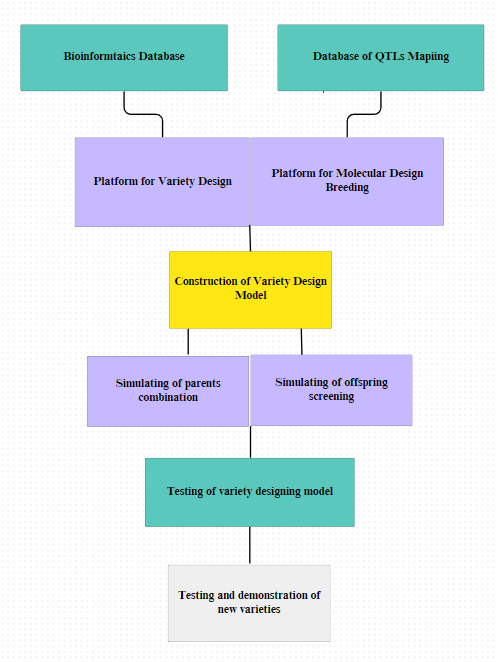 Bioinformtaics Database
Database of QTLs Mapiing
Platform for Variety Design
Platform for Molecular Design
Breeding
Construction of Variety Design
Model
Simulating of parents
combination
Simulating of offspring
screening
Testing of variety designing model
Testing and demonstration of
new varieties